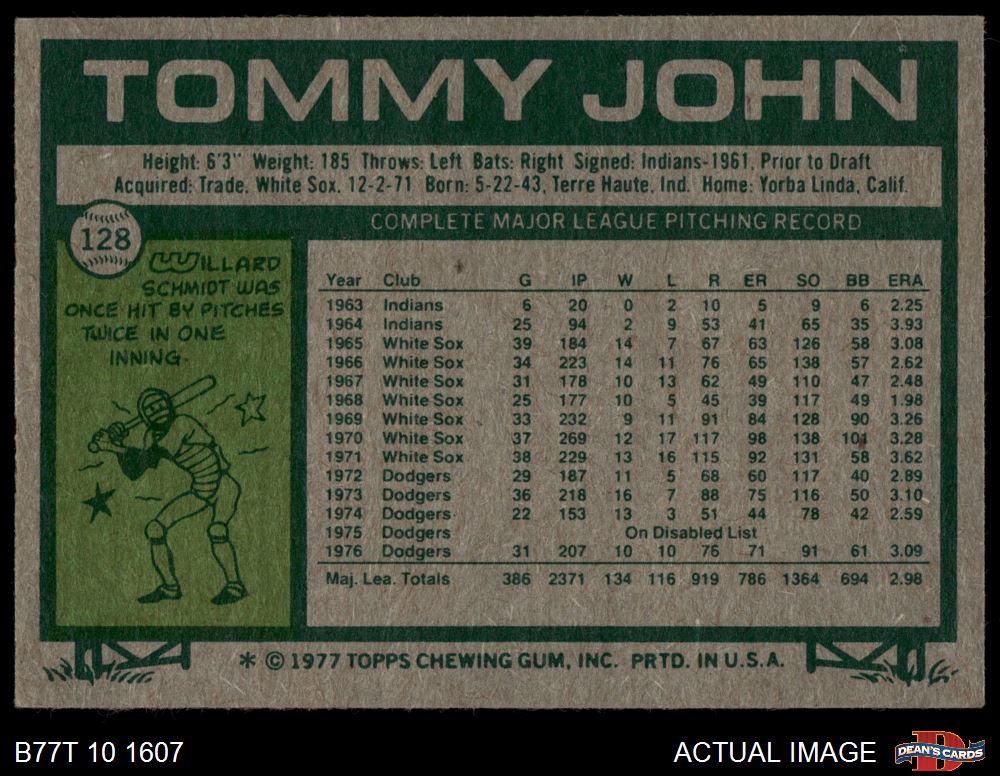 TOMMY JOHN
Height: 6'3" Weight: 185 Throws: Left Bats: Right Signed: Indians-1961, Prior to Draft
Acquired: Trade, White Sox, 12-2-71 Born: 5-22-43, Terre Haute, Ind. Home: Yorba Linda, Calif.
128
WILLARD
SCHMIDT WAS
ONCE HIT BY PITCHES
TWICE IN ONE
INNING.
COMPLETE MAJOR LEAGUE PITCHING RECORD
Year Club G IP W L R ER SO BB ERA
1963 Indians 6 20 0 2 10 5 9 6 2.25
1964 Indians 25 94 2 9 53 41 65 35 3.93
1965 White Sox 39 184 14 7 67 63 126 58 3.08
1966 White Sox 34 223 14 11 76 65 138 57 2.62
1967 White Sox 31 178 10 13 62 49 110 47 2.48
1968 White Sox 25 177 10 5 45 39 117 49 1.98
1969 White Sox 33 232 9 11 91 84 128 90 3.26
1970 White Sox 37 269 12 17 117 98 138 101 3.28
1971 White Sox 38 229 13 16 115 92 131 58 3.62
1972 Dodgers 29 187 11 5 68 60 117 40 2.89
1973 Dodgers 36 218 16 7 88 75 116 50 3.10
1974 Dodgers 22 153 13 3 51 44 78 42 2.59
1975 Dodgers On Disabled List
1976 Dodgers 31 207 10 10 76 71 91 61 3.09
Maj. Lea. Totals 386 2371 134 116 919 786 1364 694 2.98
* © 1977 TOPPS CHEWING GUM, INC. PRTD. IN U.S.A.
B77T 10 1607
ACTUAL IMAGE
DEAN'S CARDS